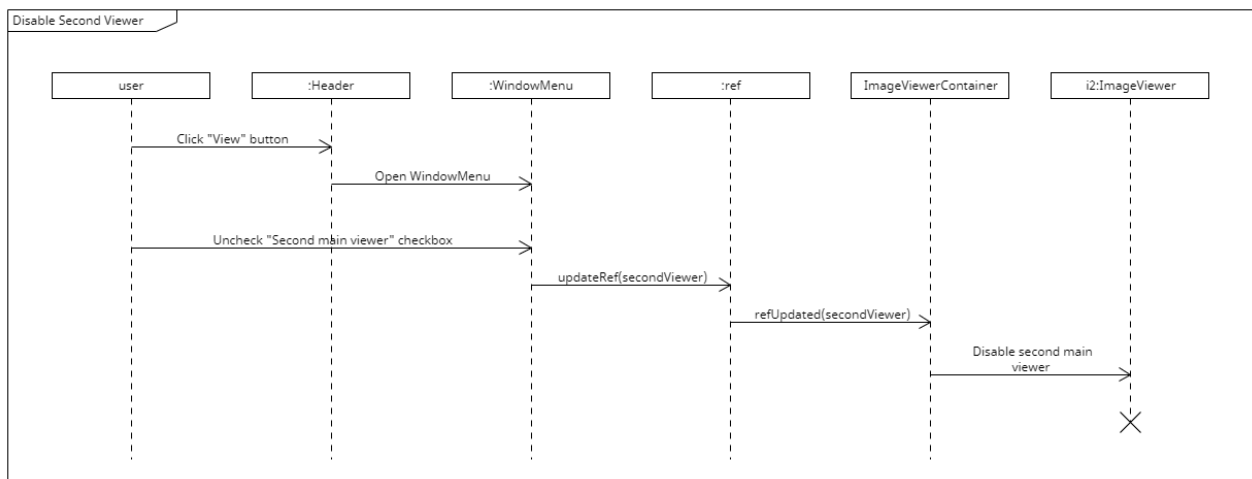 Disable Second Viewer
user
:Header
:WindowMenu
:ref
ImageViewerContainer
i2:ImageViewer
Click "View" button
Open WindowMenu
Uncheck "Second main viewer" checkbox
updateRef(secondViewer)
refUpdated(secondViewer)
Disable second main
viewer